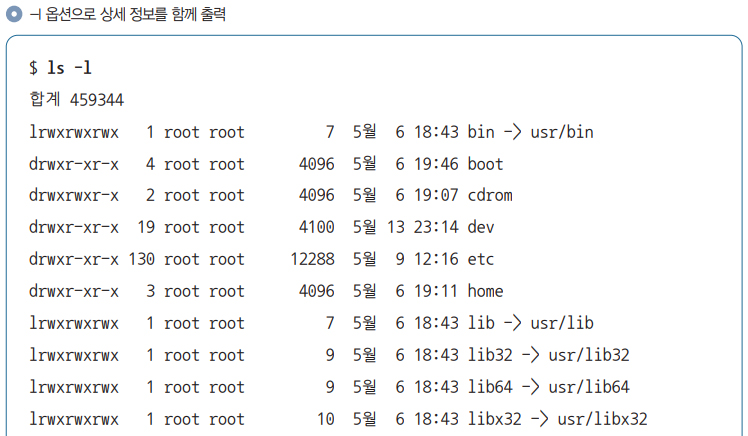 -l 옵션으로 상세 정보를 함께 출력
$ ls -l
합계 459344
lrwxrwxrwx   1 root root         7  5월  6 18:43 bin -> usr/bin
drwxr-xr-x   4 root root      4096  5월  6 19:46 boot
drwxrwxr-x   2 root root      4096  5월  6 19:07 cdrom
drwxr-xr-x  19 root root      4100  5월 13 23:14 dev
drwxr-xr-x 130 root root     12288  5월  9 12:16 etc
drwxr-xr-x   3 root root      4096  5월  6 19:11 home
lrwxrwxrwx   1 root root         7  5월  6 18:43 lib -> usr/lib
lrwxrwxrwx   1 root root         9  5월  6 18:43 lib32 -> usr/lib32
lrwxrwxrwx   1 root root         9  5월  6 18:43 lib64 -> usr/lib64
lrwxrwxrwx   1 root root        10  5월  6 18:43 libx32 -> usr/libx32